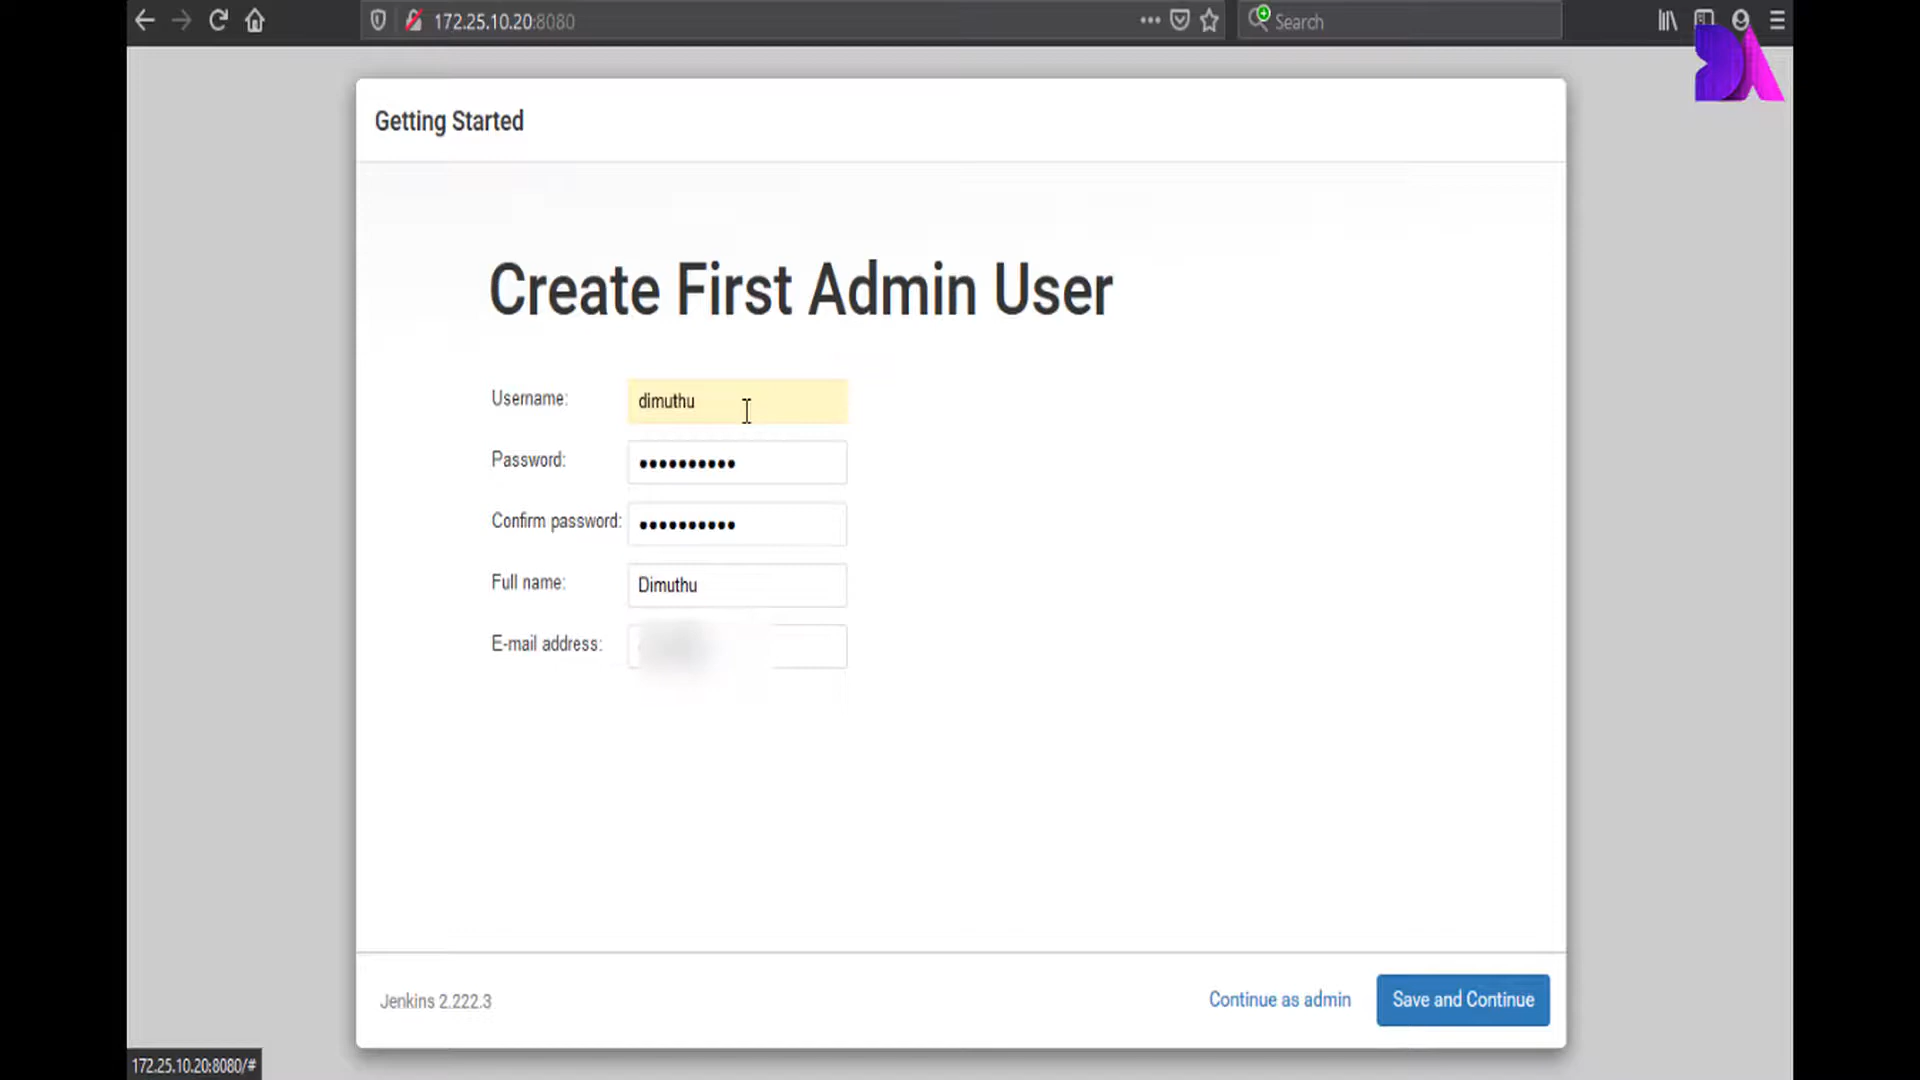 172.25.10.20:8080
Search
Getting Started
Create First Admin User
Username: dimuthu
Password: ••••••••••
Confirm password: ••••••••••
Full name: Dimuthu
E-mail address:
Jenkins 2.222.3
Continue as admin
Save and Continue
172.25.10.20:8080/#